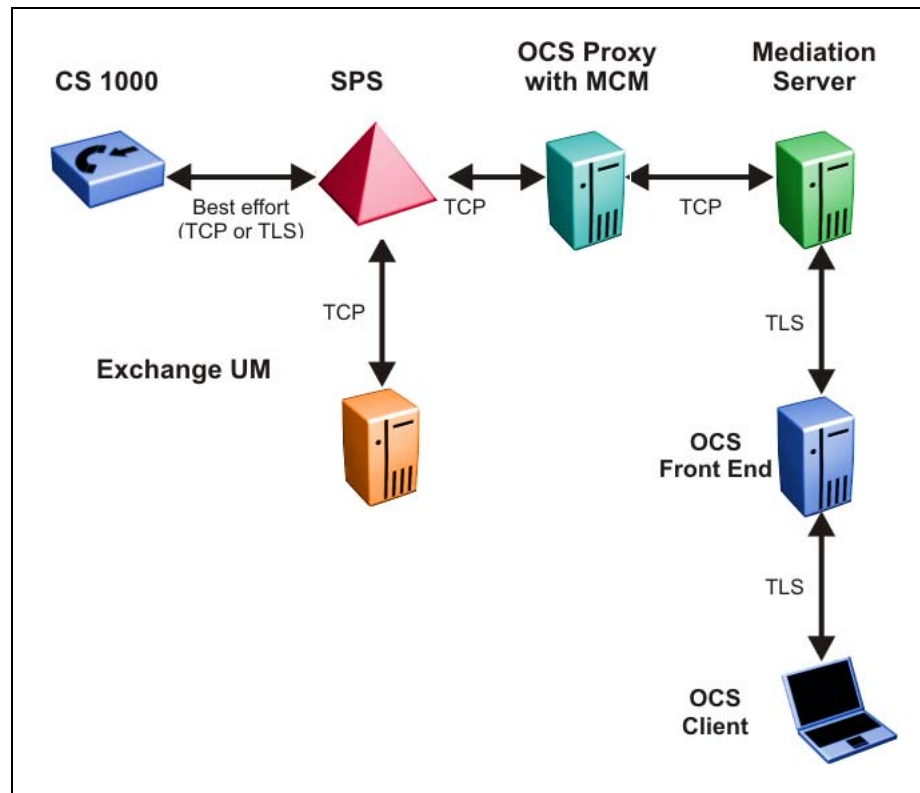 CS 1000
SPS
OCS Proxy
with MCM
Mediation
Server
Best effort
(TCP or TLS)
TCP
TCP
TCP
TLS
Exchange UM
OCS
Front End
TLS
OCS
Client